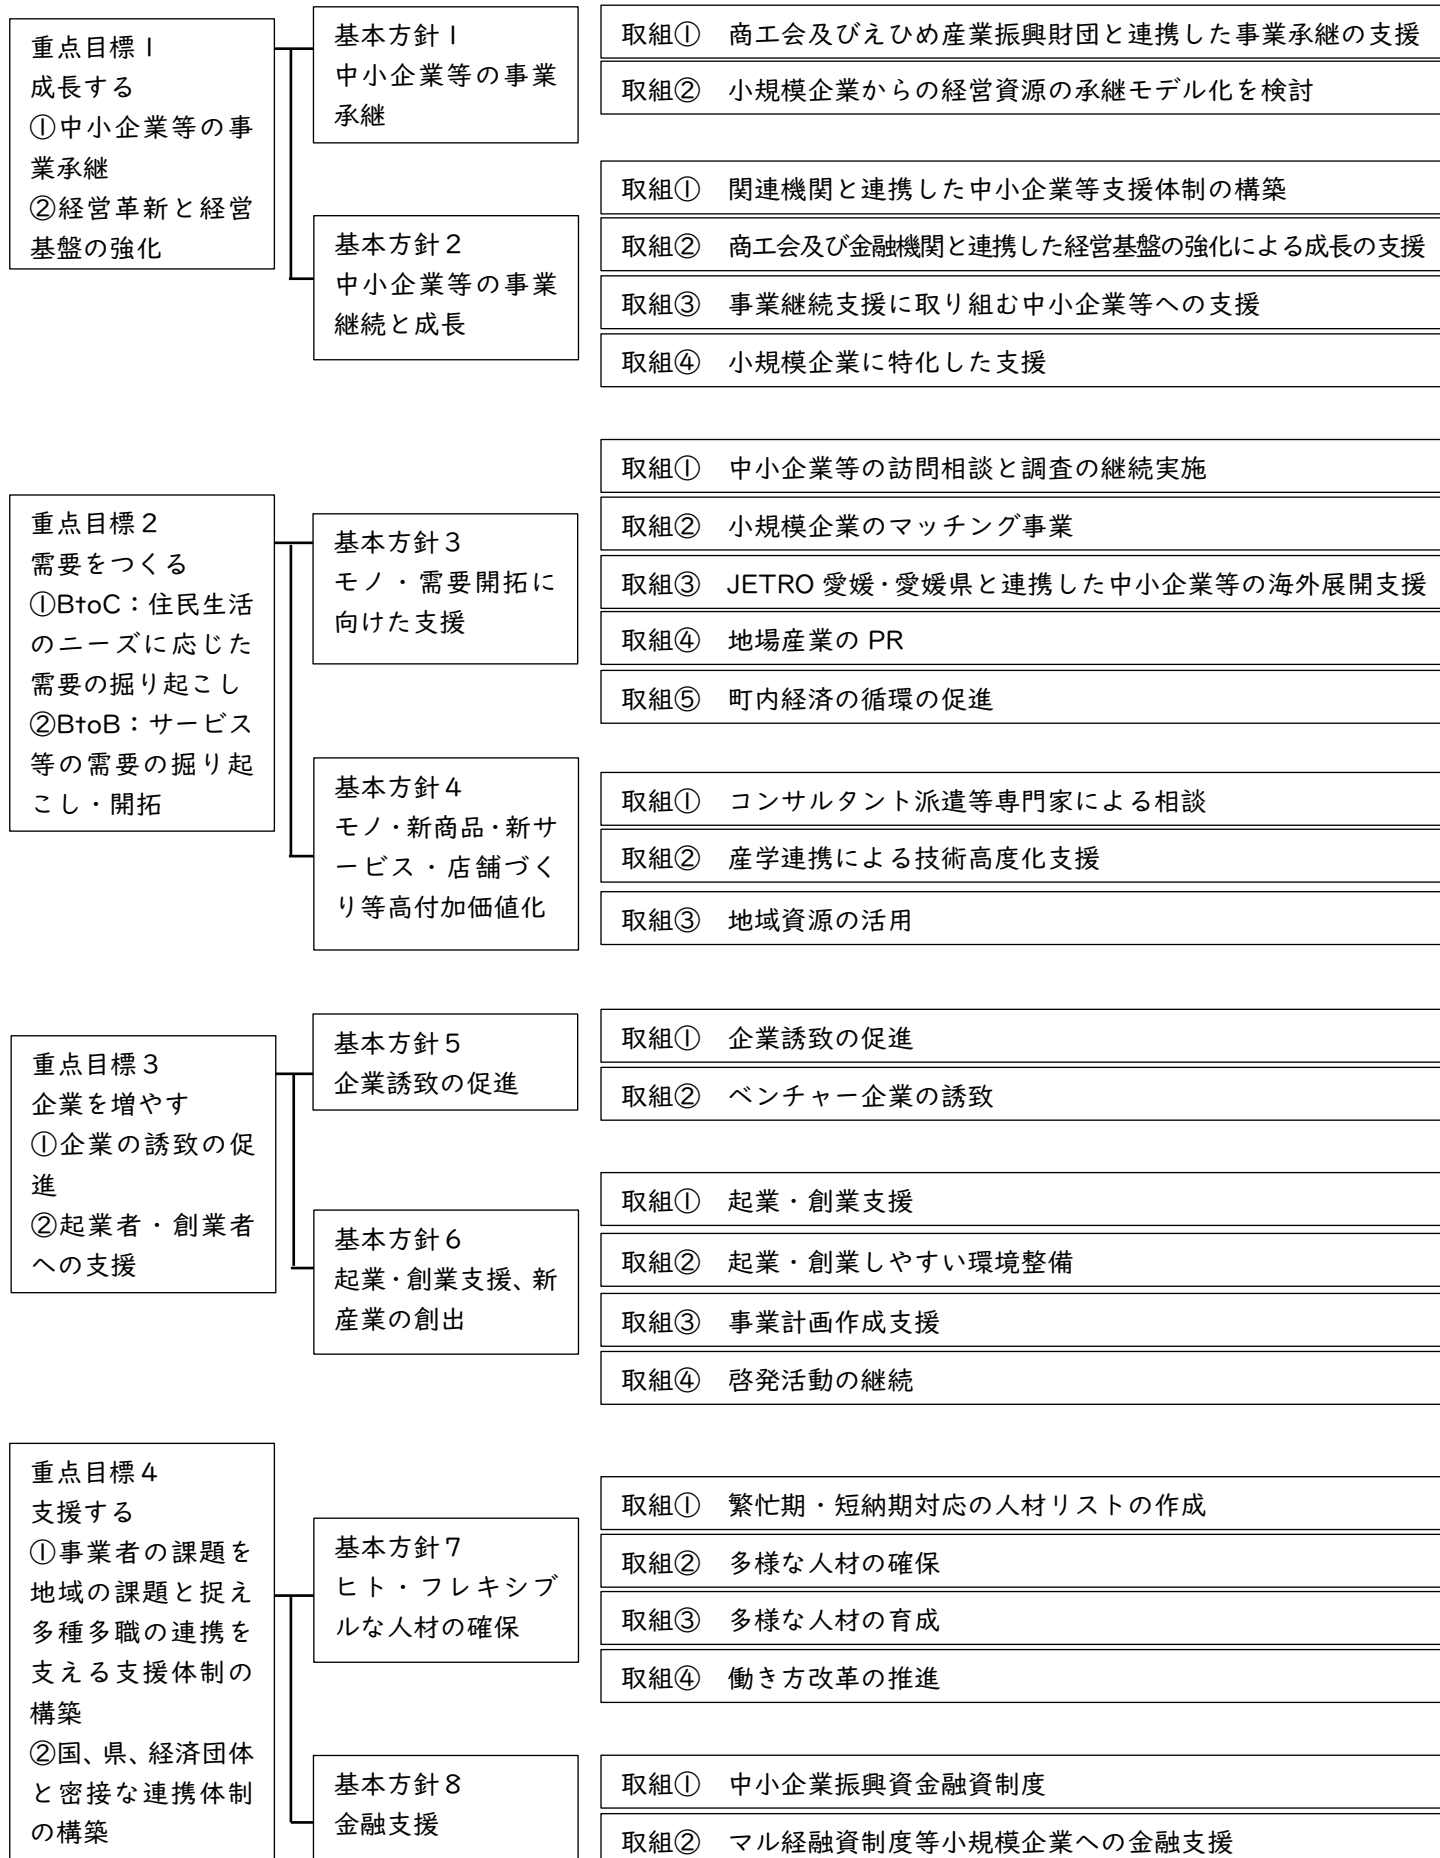 重点目標1
成長する
①中小企業等の事
業承継
②経営革新と経営
基盤の強化
基本方針1
中小企業等の事業
承継
取組①　商工会及びえひめ産業振興財団と連携した事業承継の支援
取組②　小規模企業からの経営資源の承継モデル化を検討
基本方針2
中小企業等の事業
継続と成長
取組①　関連機関と連携した中小企業等支援体制の構築
取組②　商工会及び金融機関と連携した経営基盤の強化による成長の支援
取組③　事業継続支援に取り組む中小企業等への支援
取組④　小規模企業に特化した支援
重点目標2
需要をつくる
①BtoC：住民生活
のニーズに応じた
需要の掘り起こし
②BtoB：サービス
等の需要の掘り起
こし・開拓
基本方針3
モノ・需要開拓に
向けた支援
取組①　中小企業等の訪問相談と調査の継続実施
取組②　小規模企業のマッチング事業
取組③　JETRO 愛媛・愛媛県と連携した中小企業等の海外展開支援
取組④　地場産業の PR
取組⑤　町内経済の循環の促進
基本方針4
モノ・新商品・新サ
ービス・店舗づく
り等高付加価値化
取組①　コンサルタント派遣等専門家による相談
取組②　産学連携による技術高度化支援
取組③　地域資源の活用
重点目標3
企業を増やす
①企業の誘致の促
進
②起業者・創業者
への支援
基本方針5
企業誘致の促進
取組①　企業誘致の促進
取組②　ベンチャー企業の誘致
基本方針6
起業・創業支援、新
産業の創出
取組①　起業・創業支援
取組②　起業・創業しやすい環境整備
取組③　事業計画作成支援
取組④　啓発活動の継続
重点目標4
支援する
①事業者の課題を
地域の課題と捉え
多種多職の連携を
支える支援体制の
構築
②国、県、経済団体
と密接な連携体制
の構築
基本方針7
ヒト・フレキシブ
ルな人材の確保
取組①　繁忙期・短納期対応の人材リストの作成
取組②　多様な人材の確保
取組③　多様な人材の育成
取組④　働き方改革の推進
基本方針8
金融支援
取組①　中小企業振興資金融資制度
取組②　マル経融資制度等小規模企業への金融支援